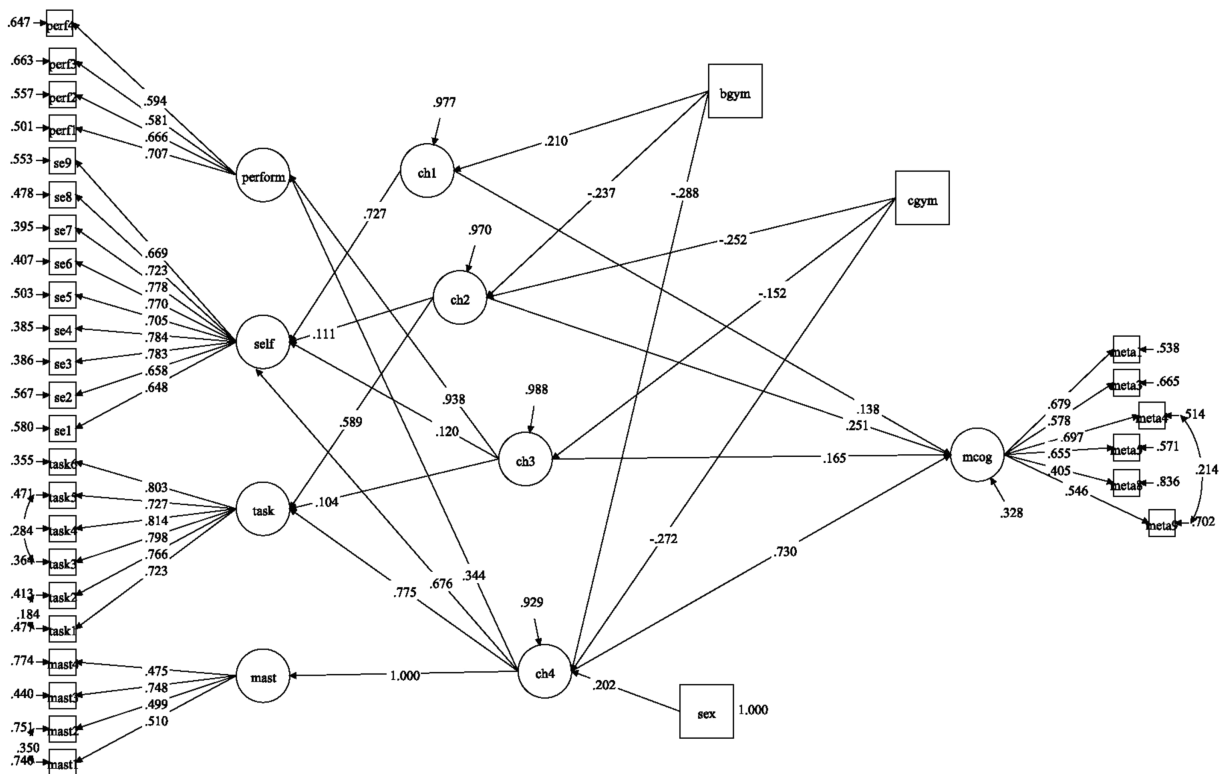 .647 perf4
.663 perf3
.557 perf2
.501 perf1
.553 se9
.478 se8
.395 se7
.407 se6
.503 se5
.385 se4
.386 se3
.567 se2
.580 se1
.355 task6
.471 task5
task4
.284
.364 task3
.413 task2
.184
.477 task1
.774 mast4
.440 mast3
.751 mast2
.350
mast1
.594
.581
.666
.707
.669
.723
.778
.770
.705
.784
.783
.658
.648
.803
.727
.814
.798
.766
.723
.475
.748
.499
.510
perform
self
task
mast
.977
ch1
.970
ch2
.988
ch3
.929
ch4
.727
.111
.589
.938
.120
.104
.344
.676
.775
1.000
bgym
cgym
sex 1.000
.210
-.237
-.288
-.252
-.152
-.272
.202
.138
.251
.165
.730
mcog
.328
.679
.578
.697
.655
.405
.546
meta1 .538
meta3 .665
meta4 .514
meta5 .571
.214
meta8 .836
meta9 .702